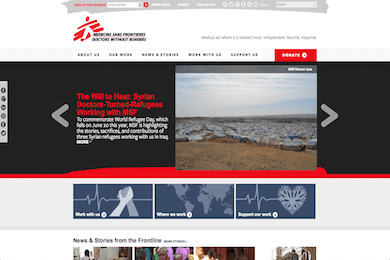 MEDECINS SANS FRONTIERES
DOCTORS WITHOUT BORDERS
Medical aid where it is needed most. Independent. Neutral. Impartial.
ABOUT US OUR WORK NEWS & STORIES WORK WITH US SUPPORT US DONATE
The Will to Heal: Syrian
Doctors-Turned-Refugees
Working with MSF
To commemorate World Refugee Day, which
falls on June 20 this year, MSF is highlighting
the stories, sacrifices, and contributions of
three Syrian refugees working with us in Iraq.
MORE
Work with us
Where we work
Support our work
News & Stories from the Frontline MORE STORIES